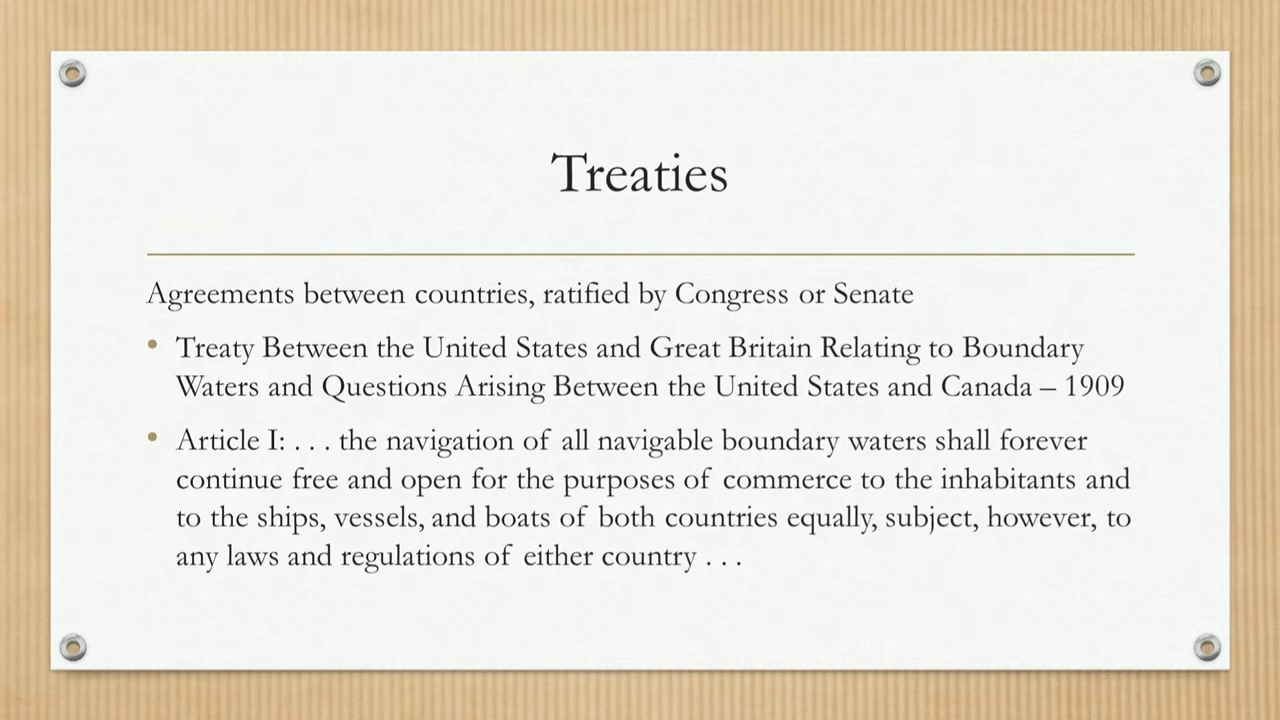 Treaties
Agreements between countries, ratified by Congress or Senate
• Treaty Between the United States and Great Britain Relating to Boundary
Waters and Questions Arising Between the United States and Canada – 1909
• Article I: . . . the navigation of all navigable boundary waters shall forever
continue free and open for the purposes of commerce to the inhabitants and
to the ships, vessels, and boats of both countries equally, subject, however, to
any laws and regulations of either country . . .